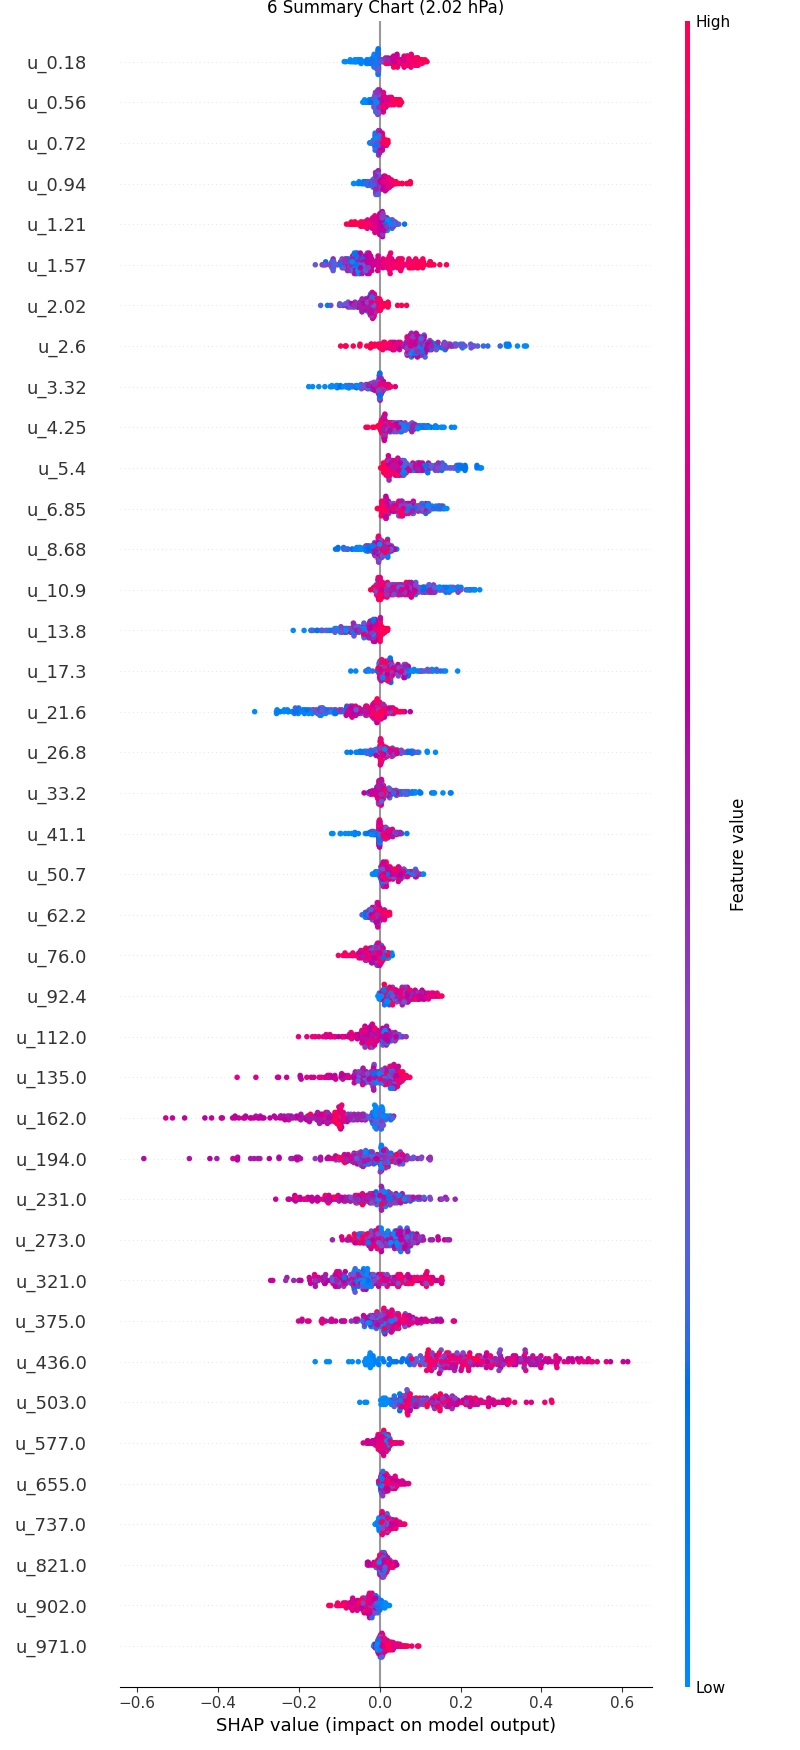 6 Summary Chart (2.02 hPa)
High
u_0.18
u_0.56
u_0.72
u_0.94
u_1.21
u_1.57
u_2.02
u_2.6
u_3.32
u_4.25
u_5.4
u_6.85
u_8.68
u_10.9
u_13.8
u_17.3
u_21.6
u_26.8
u_33.2
u_41.1
u_50.7
u_62.2
u_76.0
u_92.4
u_112.0
u_135.0
u_162.0
u_194.0
u_231.0
u_273.0
u_321.0
u_375.0
u_436.0
u_503.0
u_577.0
u_655.0
u_737.0
u_821.0
u_902.0
u_971.0
Feature value
Low
−0.6 −0.4 −0.2 0.0 0.2 0.4 0.6
SHAP value (impact on model output)